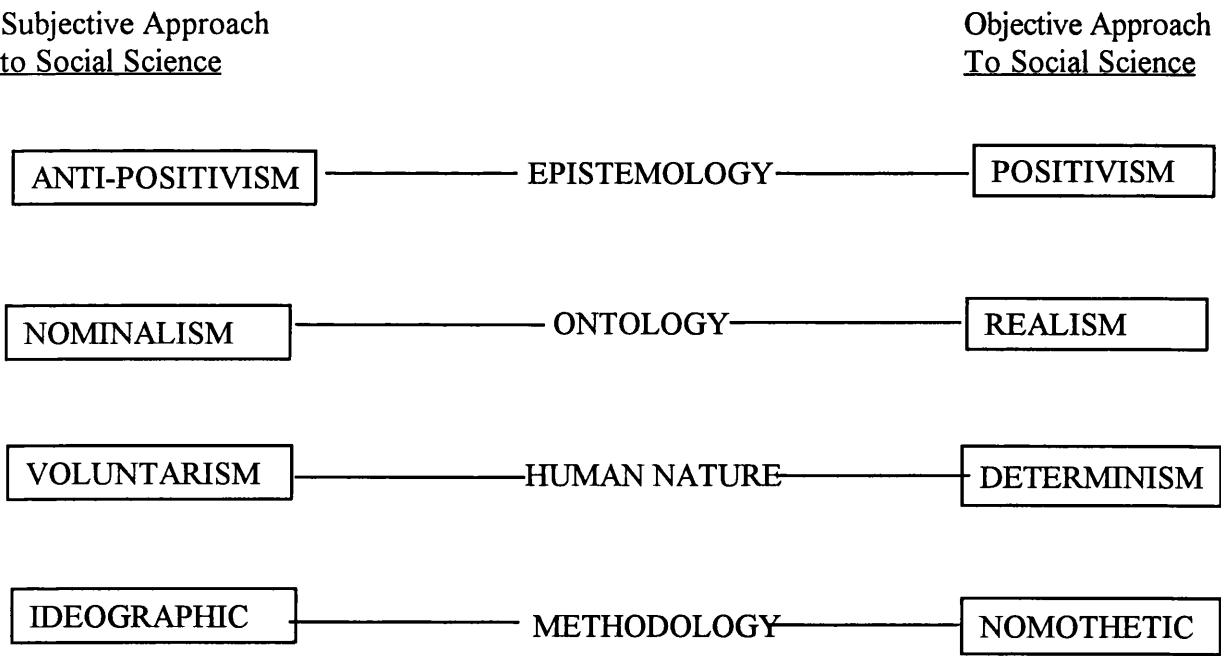 Subjective Approach
to Social Science
Objective Approach
To Social Science
ANTI-POSITIVISM EPISTEMOLOGY POSITIVISM
NOMINALISM ONTOLOGY REALISM
VOLUNTARISM HUMAN NATURE DETERMINISM
IDEOGRAPHIC METHODOLOGY NOMOTHETIC